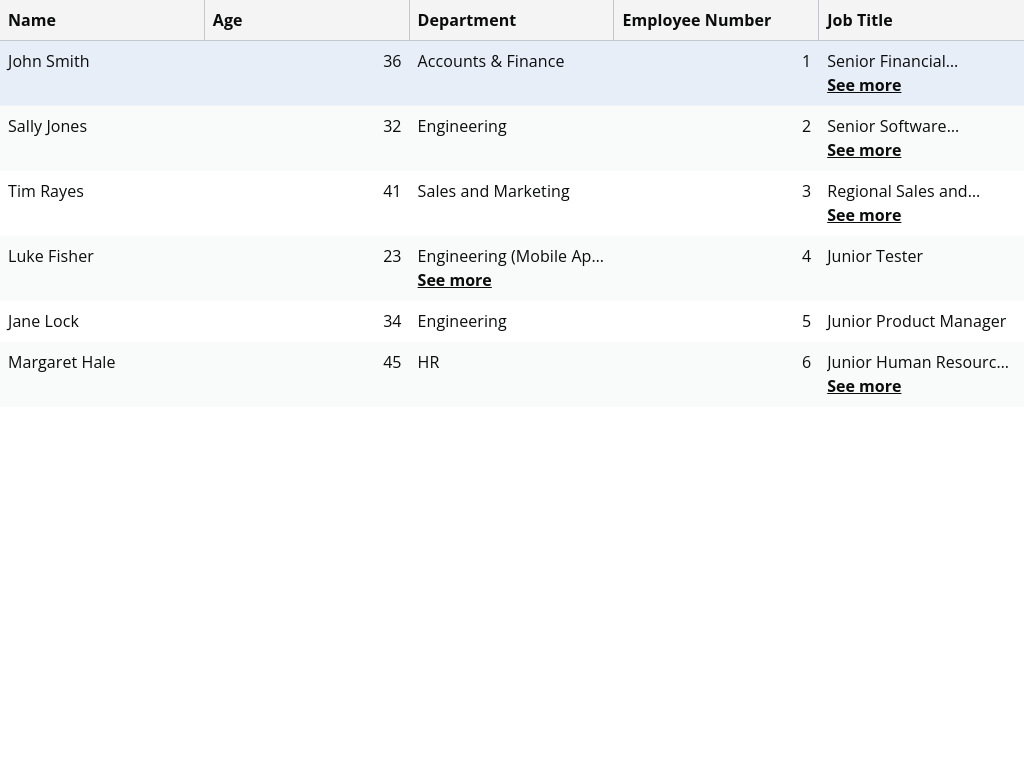 Name Age Department Employee Number Job Title
John Smith 36 Accounts & Finance 1 Senior Financial...
See more
Sally Jones 32 Engineering 2 Senior Software...
See more
Tim Rayes 41 Sales and Marketing 3 Regional Sales and...
See more
Luke Fisher 23 Engineering (Mobile Ap... 4 Junior Tester
See more
Jane Lock 34 Engineering 5 Junior Product Manager
Margaret Hale 45 HR 6 Junior Human Resourc...
See more